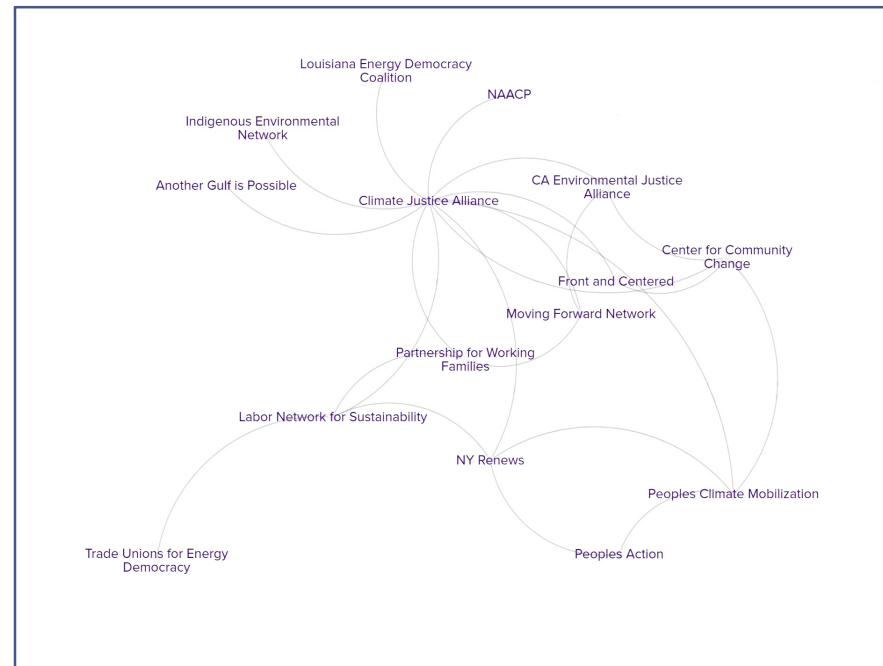 Louisiana Energy Democracy
Coalition
NAACP
Indigenous Environmental
Network
Another Gulf is Possible
CA Environmental Justice
Alliance
Climate Justice Alliance
Center for Community
Change
Front and Centered
Moving Forward Network
Partnership for Working
Families
Labor Network for Sustainability
NY Renews
Peoples Climate Mobilization
Trade Unions for Energy
Democracy
Peoples Action